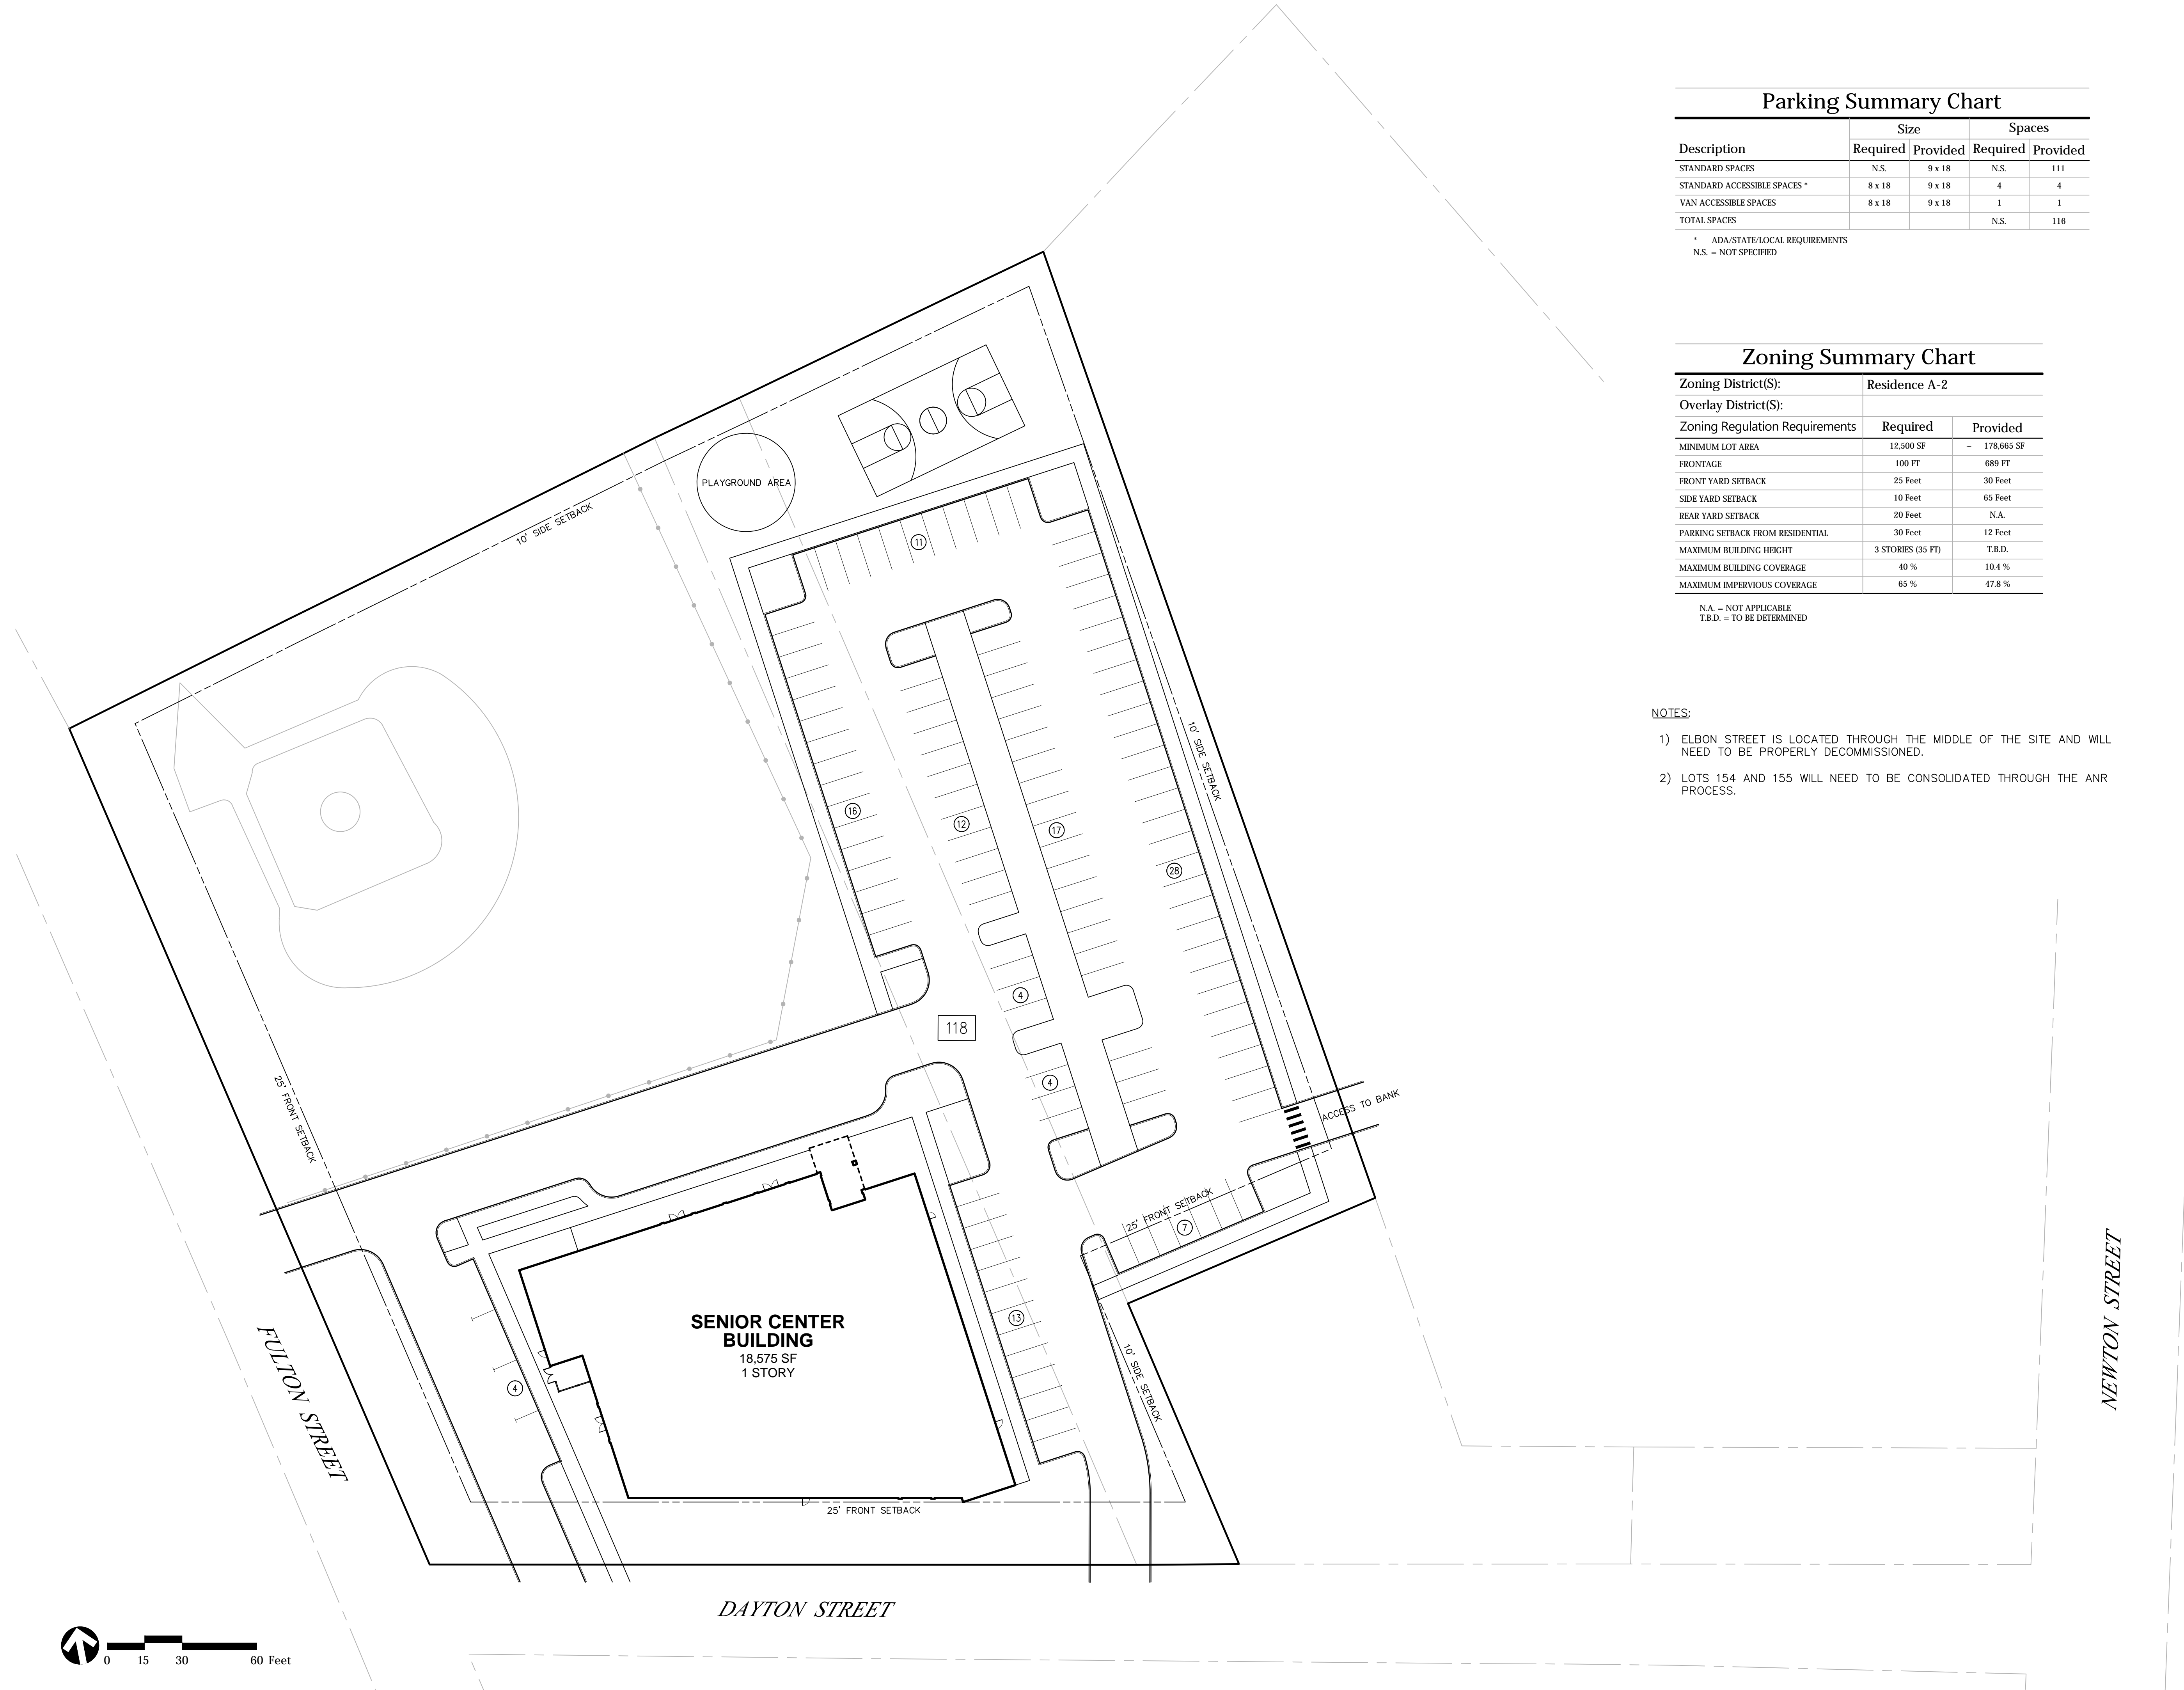 Parking Summary Chart
Size Spaces
Description Required Provided Required Provided
STANDARD SPACES N.S. 9 x 18 N.S. 111
STANDARD ACCESSIBLE SPACES * 8 x 18 9 x 18 4 4
VAN ACCESSIBLE SPACES 8 x 18 9 x 18 1 1
TOTAL SPACES N.S. 116
* ADA/STATE/LOCAL REQUIREMENTS
N.S. = NOT SPECIFIED
Zoning Summary Chart
Zoning District(S): Residence A-2
Overlay District(S):
Zoning Regulation Requirements Required Provided
MINIMUM LOT AREA 12,500 SF ~ 178,665 SF
FRONTAGE 100 FT 689 FT
FRONT YARD SETBACK 25 Feet 30 Feet
SIDE YARD SETBACK 10 Feet 65 Feet
REAR YARD SETBACK 20 Feet N.A.
PARKING SETBACK FROM RESIDENTIAL 30 Feet 12 Feet
MAXIMUM BUILDING HEIGHT 3 STORIES (35 FT) T.B.D.
MAXIMUM BUILDING COVERAGE 40 % 10.4 %
MAXIMUM IMPERVIOUS COVERAGE 65 % 47.8 %
N.A. = NOT APPLICABLE
T.B.D. = TO BE DETERMINED
NOTES:
1) ELBON STREET IS LOCATED THROUGH THE MIDDLE OF THE SITE AND WILL
NEED TO BE PROPERLY DECOMMISSIONED.
2) LOTS 154 AND 155 WILL NEED TO BE CONSOLIDATED THROUGH THE ANR
PROCESS.
PLAYGROUND AREA
10' SIDE SETBACK
11
10' SIDE SETBACK
16
12
17
28
4
118
4
25' FRONT SETBACK
ACCESS TO BANK
25' FRONT SETBACK
7
13
SENIOR CENTER
BUILDING
18,575 SF
1 STORY
4
10' SIDE SETBACK
25' FRONT SETBACK
FULTON STREET
NEWTON STREET
DAYTON STREET
0 15 30 60 Feet